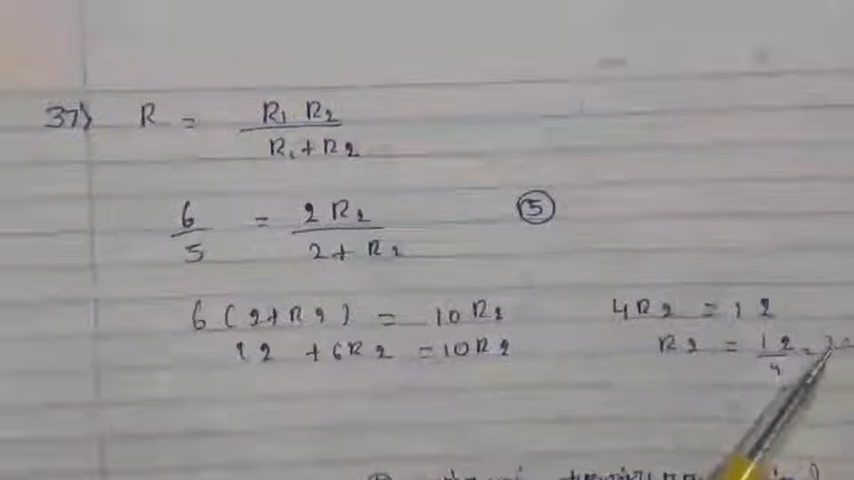 37) R = R1 R2 / R1 + R2
6/5 = 2 R2 / 2 + R2
5
6 ( 2 + R2 ) = 10 R2
12 + 6R2 = 10R2
4R2 = 12
R2 = 12/4 =